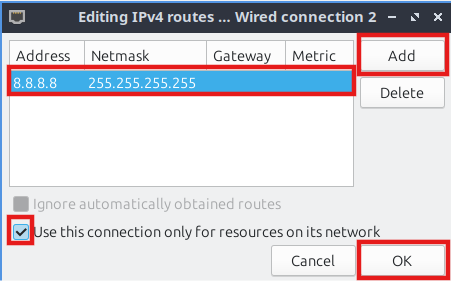 Editing IPv4 routes ... Wired connection 2
Address Netmask Gateway Metric
Add
8.8.8.8 255.255.255.255
Delete
Ignore automatically obtained routes
Use this connection only for resources on its network
Cancel OK